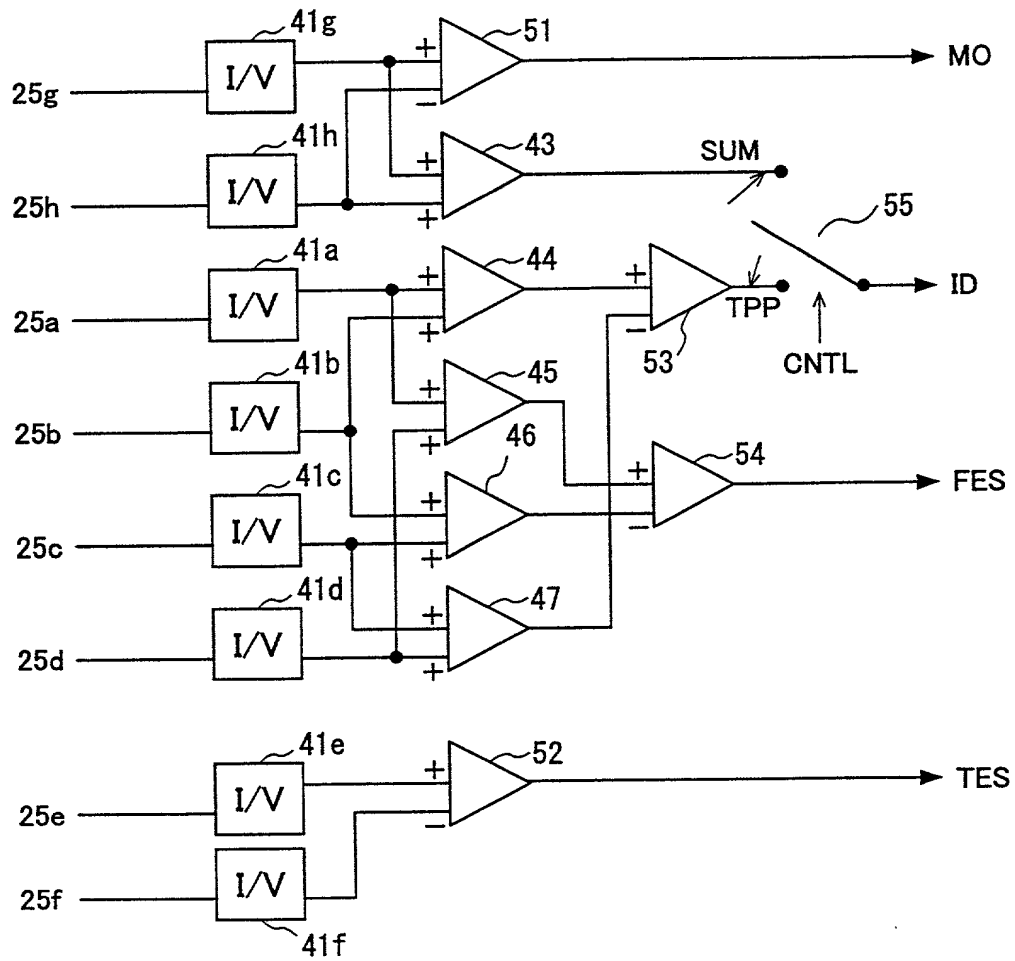 41g
51
I/V
+
−
MO
25g
41h
43
I/V
+
+
SUM
25h
55
41a
44
I/V
+
+
+
−
53
TPP
ID
25a
CNTL
41b
45
I/V
+
+
25b
46
41c
54
I/V
+
+
+
−
FES
25c
41d
47
I/V
+
+
25d
41e
52
I/V
+
−
TES
25e
I/V
25f
41f